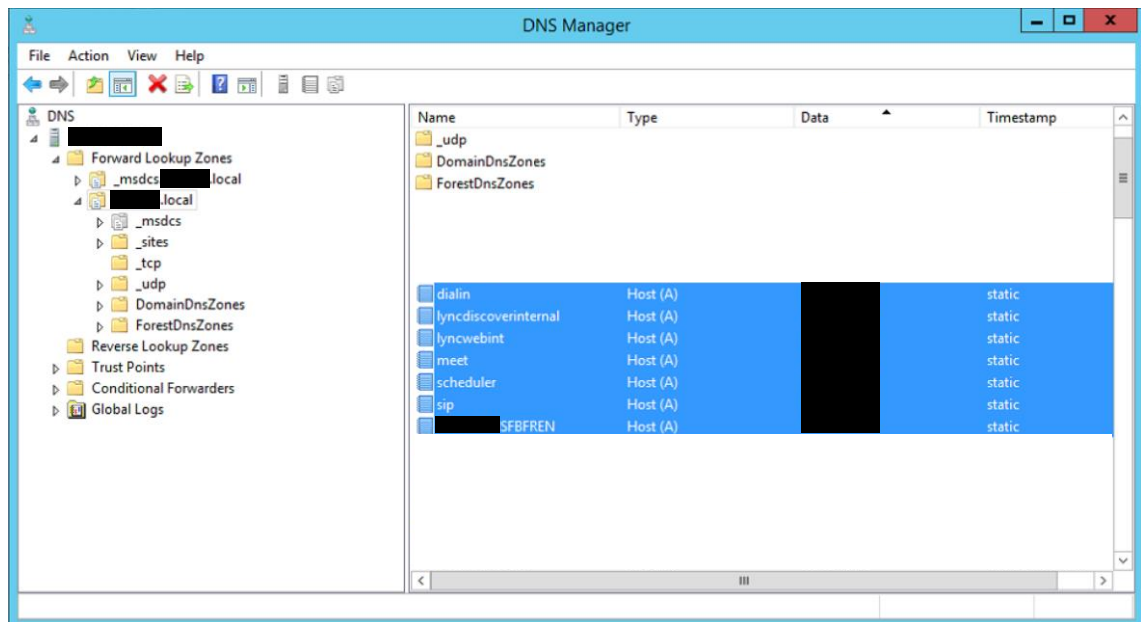 DNS Manager
File Action View Help
DNS
Forward Lookup Zones
_msdcs .local
.local
_msdcs
_sites
_tcp
_udp
DomainDnsZones
ForestDnsZones
Reverse Lookup Zones
Trust Points
Conditional Forwarders
Global Logs
Name Type Data Timestamp
_udp
DomainDnsZones
ForestDnsZones
dialin Host (A) static
lyncdiscoverinternal Host (A) static
lyncwebint Host (A) static
meet Host (A) static
scheduler Host (A) static
sip Host (A) static
SFBFREN Host (A) static